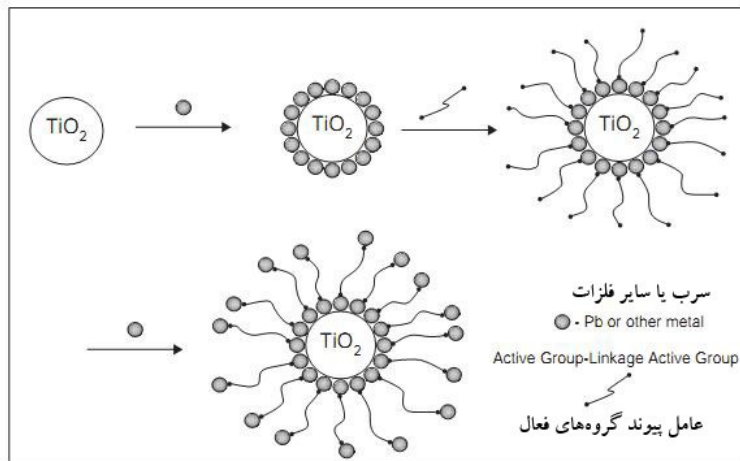 TiO2
TiO2
TiO2
TiO2
سرب یا سایر فلزات
- Pb or other metal
Active Group-Linkage Active Group
عامل پیوند گروه‌های فعال